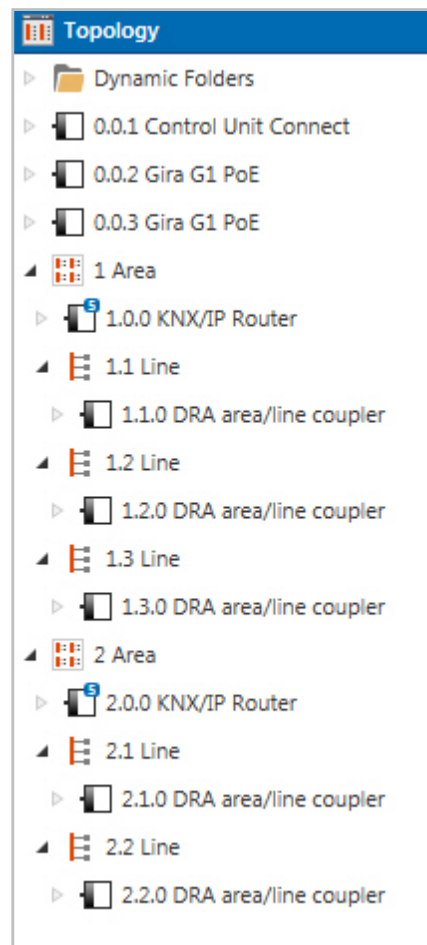 Topology
Dynamic Folders
0.0.1 Control Unit Connect
0.0.2 Gira G1 PoE
0.0.3 Gira G1 PoE
1 Area
S
1.0.0 KNX/IP Router
1.1 Line
1.1.0 DRA area/line coupler
1.2 Line
1.2.0 DRA area/line coupler
1.3 Line
1.3.0 DRA area/line coupler
2 Area
S
2.0.0 KNX/IP Router
2.1 Line
2.1.0 DRA area/line coupler
2.2 Line
2.2.0 DRA area/line coupler